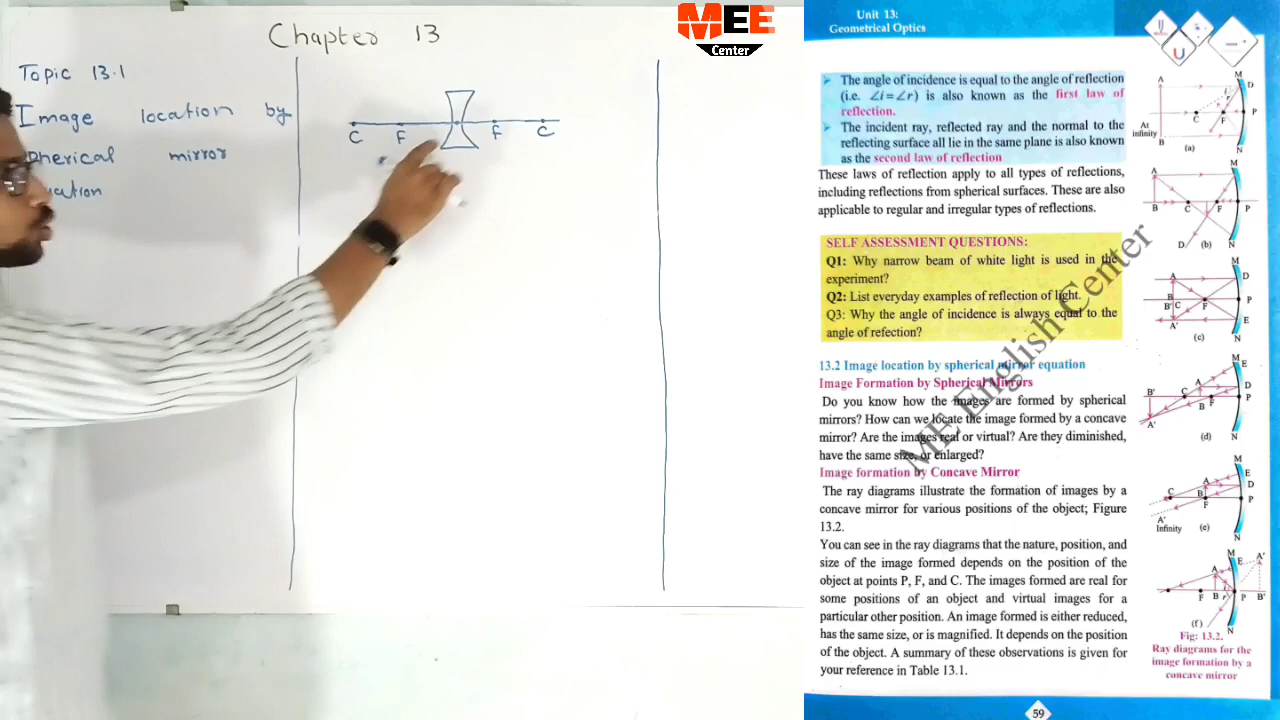 Chapter 13
Topic 13.1
Image location by
pherical mirror
uation
C F F C
MEE
Center
Unit 13:
Geometrical Optics
The angle of incidence is equal to the angle of reflection
(i.e. ∠i=∠r) is also known as the first law of
reflection.
The incident ray, reflected ray and the normal to the
reflecting surface all lie in the same plane is also known
as the second law of reflection
These laws of reflection apply to all types of reflections,
including reflections from spherical surfaces. These are also
applicable to regular and irregular types of reflections.
SELF ASSESSMENT QUESTIONS:
Q1: Why narrow beam of white light is used in the
experiment?
Q2: List everyday examples of reflection of light.
Q3: Why the angle of incidence is always equal to the
angle of refection?
13.2 Image location by spherical mirror equation
Image Formation by Spherical Mirrors
Do you know how the images are formed by spherical
mirrors? How can we locate the image formed by a concave
mirror? Are the images real or virtual? Are they diminished,
have the same size, or enlarged?
Image formation by Concave Mirror
The ray diagrams illustrate the formation of images by a
concave mirror for various positions of the object; Figure
13.2.
You can see in the ray diagrams that the nature, position, and
size of the image formed depends on the position of the
object at points P, F, and C. The images formed are real for
some positions of an object and virtual images for a
particular other position. An image formed is either reduced,
has the same size, or is magnified. It depends on the position
of the object. A summary of these observations is given for
your reference in Table 13.1.
ME English Center
A M D
i
r
At C F P
infinity
B N
(a)
A M
B C F P
D (b) N
M
A D
B
B' C F P
A' E
(c) N
M E
B' C A D
B F P
A'
(d) N
M
A E
D
C B P
F
A'
Infinity (e) N
M E A'
A
i
F B r P B'
(f) N
Fig: 13.2.
Ray diagrams for the
image formation by a
concave mirror
59